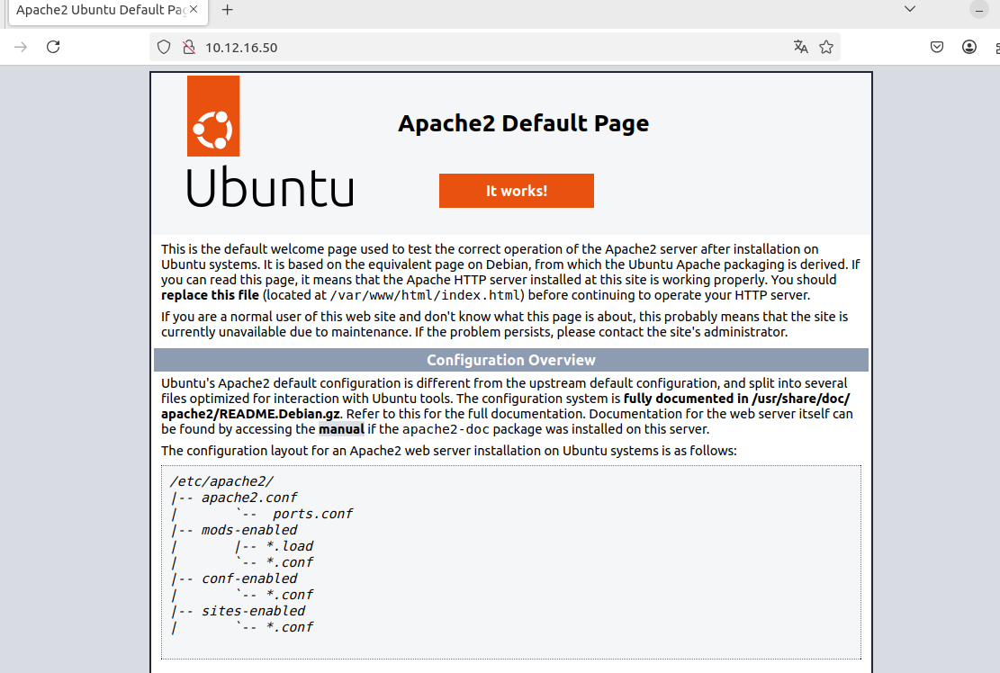 Apache2 Ubuntu Default Pag
10.12.16.50
Apache2 Default Page
Ubuntu
It works!
This is the default welcome page used to test the correct operation of the Apache2 server after installation on
Ubuntu systems. It is based on the equivalent page on Debian, from which the Ubuntu Apache packaging is derived. If
you can read this page, it means that the Apache HTTP server installed at this site is working properly. You should
replace this file (located at /var/www/html/index.html) before continuing to operate your HTTP server.
If you are a normal user of this web site and don't know what this page is about, this probably means that the site is
currently unavailable due to maintenance. If the problem persists, please contact the site's administrator.
Configuration Overview
Ubuntu's Apache2 default configuration is different from the upstream default configuration, and split into several
files optimized for interaction with Ubuntu tools. The configuration system is fully documented in /usr/share/doc/
apache2/README.Debian.gz. Refer to this for the full documentation. Documentation for the web server itself can
be found by accessing the manual if the apache2-doc package was installed on this server.
The configuration layout for an Apache2 web server installation on Ubuntu systems is as follows:
/etc/apache2/
|-- apache2.conf
|       `--  ports.conf
|-- mods-enabled
|       |-- *.load
|       `-- *.conf
|-- conf-enabled
|       `-- *.conf
|-- sites-enabled
|       `-- *.conf